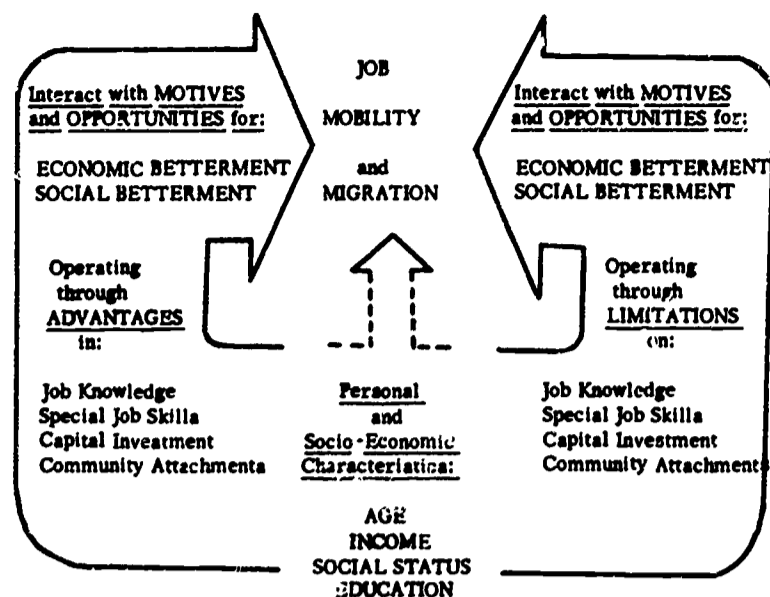 JOB
MOBILITY
and
MIGRATION
Interact with MOTIVES
and OPPORTUNITIES for:
ECONOMIC BETTERMENT
SOCIAL BETTERMENT
Operating
through
ADVANTAGES
in:
Job Knowledge
Special Job Skills
Capital Investment
Community Attachments
Personal
and
Socio-Economic
Characteristics:
AGE
INCOME
SOCIAL STATUS
EDUCATION
Interact with MOTIVES
and OPPORTUNITIES for:
ECONOMIC BETTERMENT
SOCIAL BETTERMENT
Operating
through
LIMITATIONS
on:
Job Knowledge
Special Job Skills
Capital Investment
Community Attachments